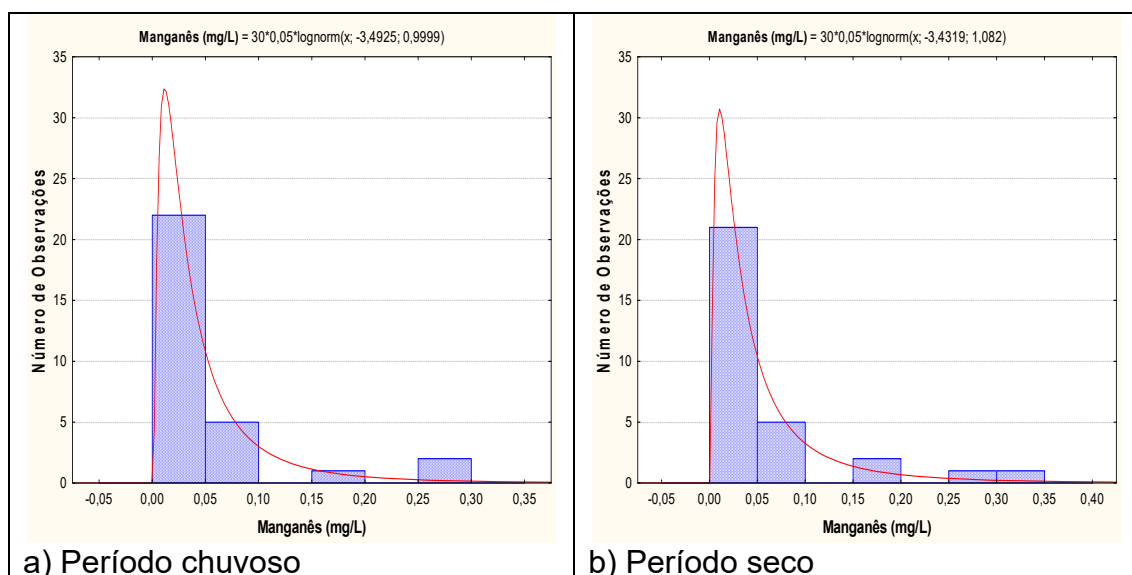 Manganês (mg/L) = 30*0,05*lognorm(x; -3,4925; 0,9999)
35
30
25
20
15
10
5
0
Número de Observações
-0,05 0,00 0,05 0,10 0,15 0,20 0,25 0,30 0,35
Manganês (mg/L)
a) Período chuvoso
Manganês (mg/L) = 30*0,05*lognorm(x; -3,4319; 1,082)
35
30
25
20
15
10
5
0
Número de Observações
-0,05 0,00 0,05 0,10 0,15 0,20 0,25 0,30 0,35 0,40
Manganês (mg/L)
b) Período seco